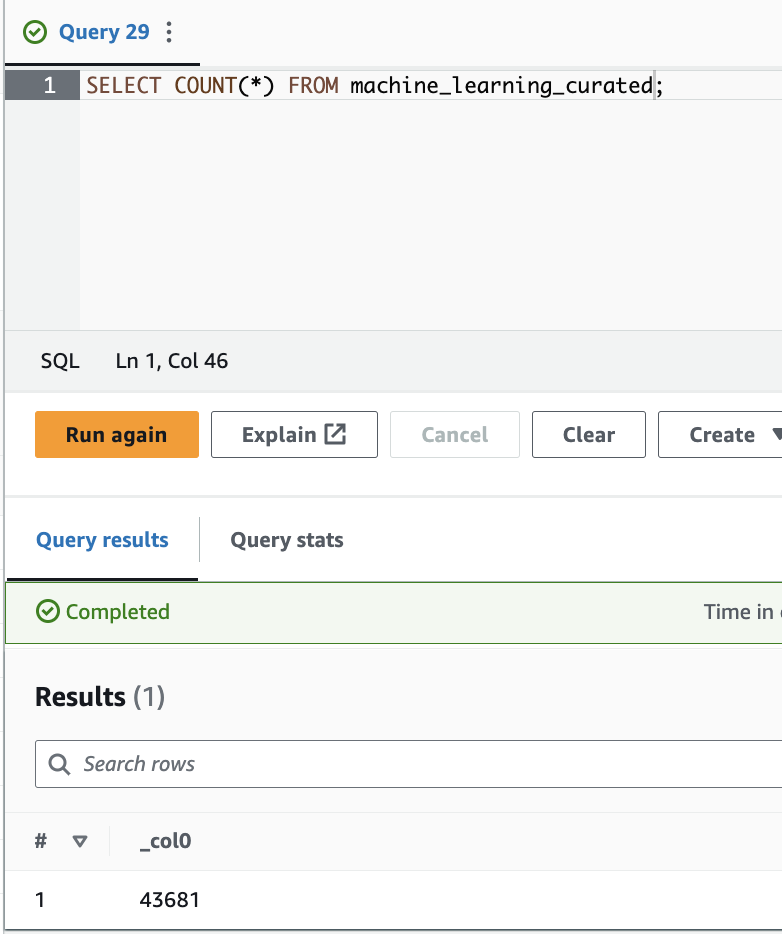 Query 29
1 SELECT COUNT(*) FROM machine_learning_curated;
SQL Ln 1, Col 46
Run again Explain Cancel Clear Create
Query results Query stats
Completed Time in
Results (1)
Search rows
# _col0
1 43681